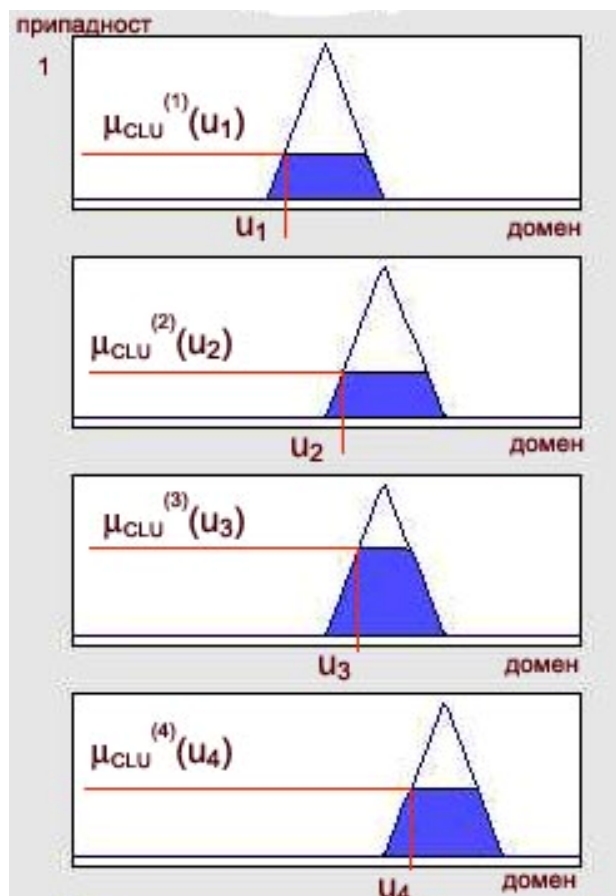 припадност
1
μCLU(1)(u1)
u1
домен
μCLU(2)(u2)
u2
домен
μCLU(3)(u3)
u3
домен
μCLU(4)(u4)
u4
домен